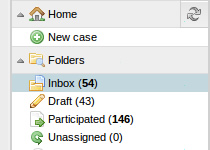 Home
New case
Folders
Inbox (54)
Draft (43)
Participated (146)
Unassigned (0)